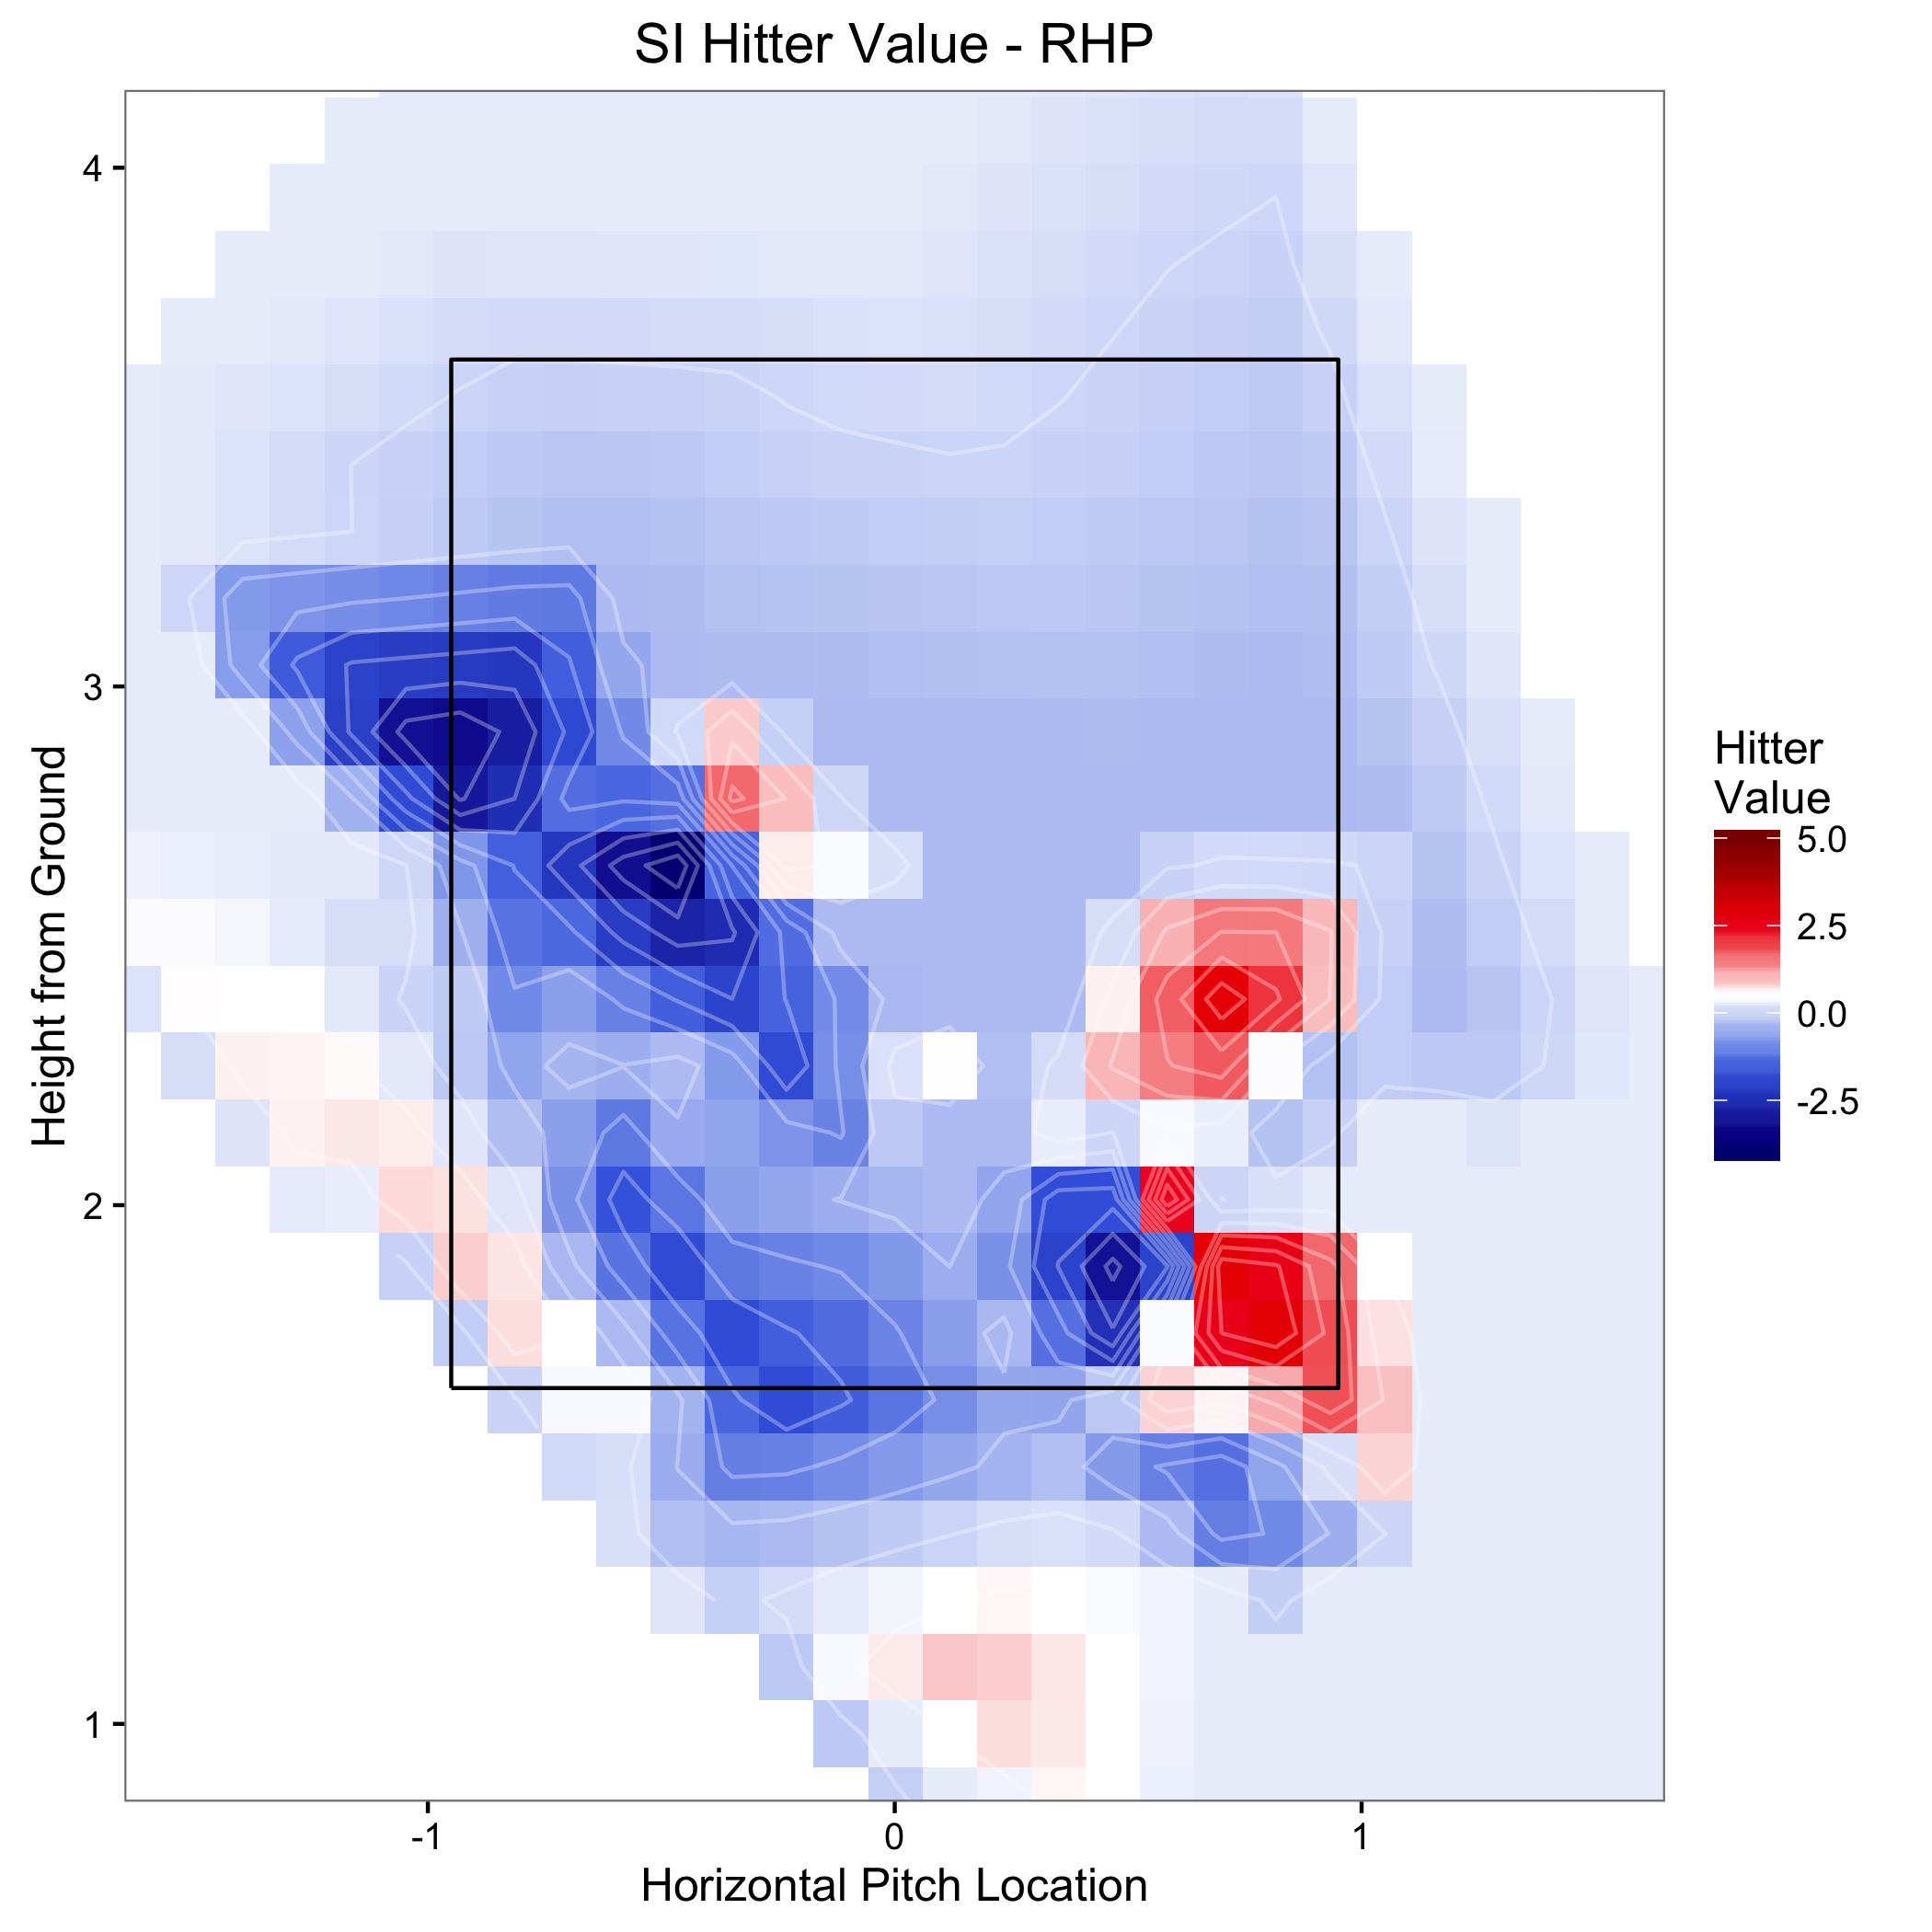 SI Hitter Value - RHP
4
3
2
1
Height from Ground
-1
0
1
Horizontal Pitch Location
Hitter
Value
5.0
2.5
0.0
-2.5